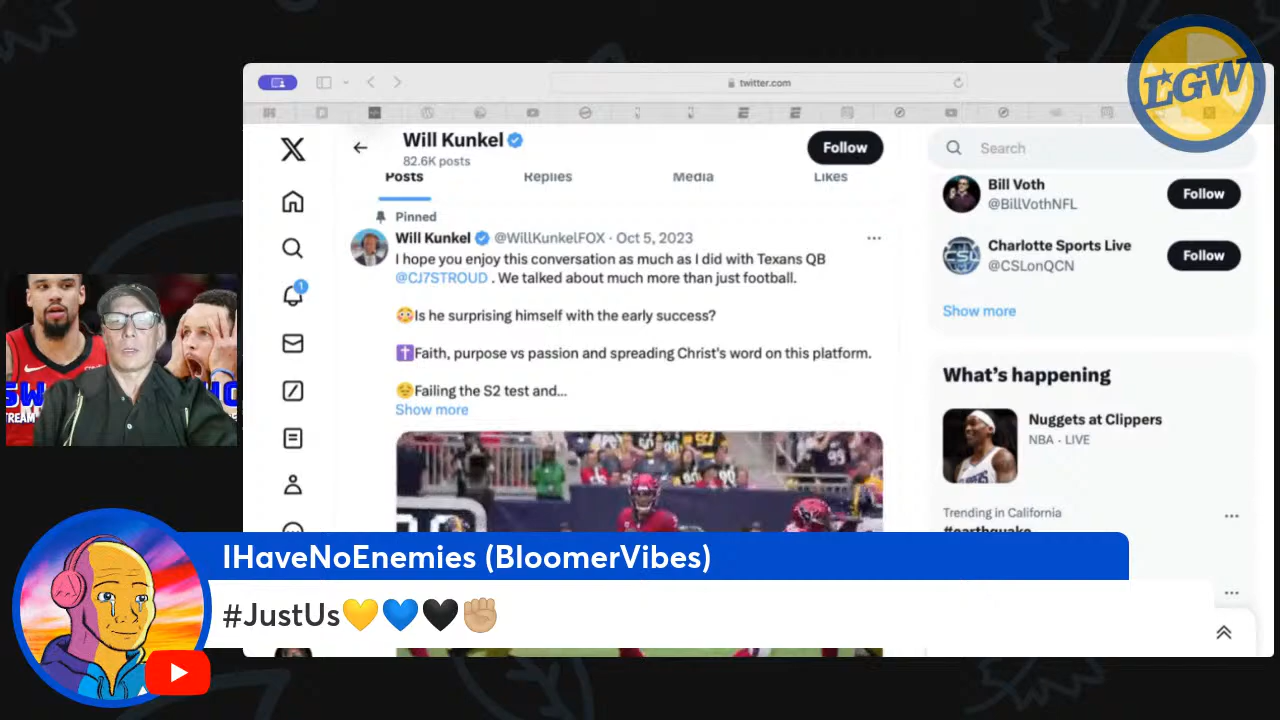 LGW
twitter.com
Will Kunkel
82.6K posts
Follow
Search
Posts Replies Media Likes
Pinned
Will Kunkel @WillKunkelFOX · Oct 5, 2023
I hope you enjoy this conversation as much as I did with Texans QB
@CJ7STROUD . We talked about much more than just football.
😳Is he surprising himself with the early success?
✝️Faith, purpose vs passion and spreading Christ's word on this platform.
😔Failing the S2 test and...
Show more
Bill Voth
@BillVothNFL
Follow
Charlotte Sports Live
@CSLonQCN
Follow
Show more
What's happening
Nuggets at Clippers
NBA · LIVE
Trending in California
#earthquake
IHaveNoEnemies (BloomerVibes)
#JustUs💛💙🖤✊🏼